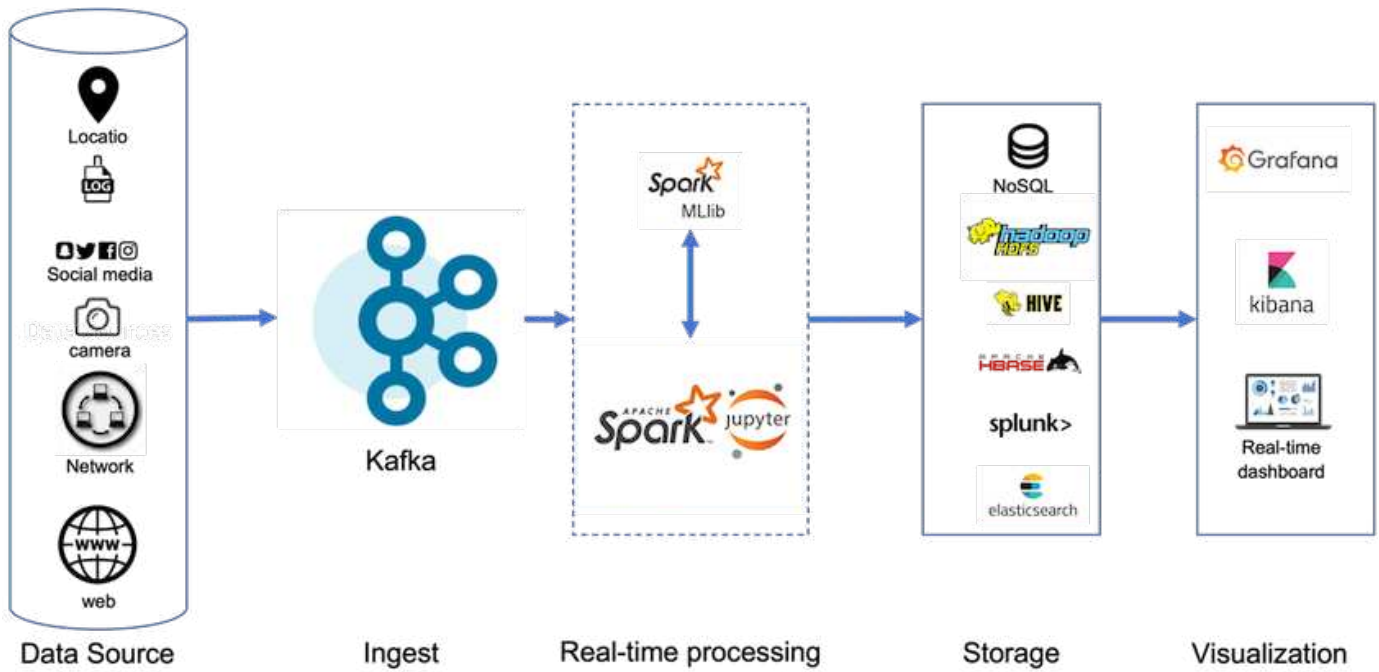 Locatio
LOG
Social media
camera
Network
WWW
web
Data Source
Kafka
Ingest
Spark
MLlib
APACHE
Spark
jupyter
Real-time processing
NoSQL
hadoop
HDFS
HIVE
APACHE
HBASE
splunk>
elasticsearch
Storage
Grafana
kibana
Real-time
dashboard
Visualization